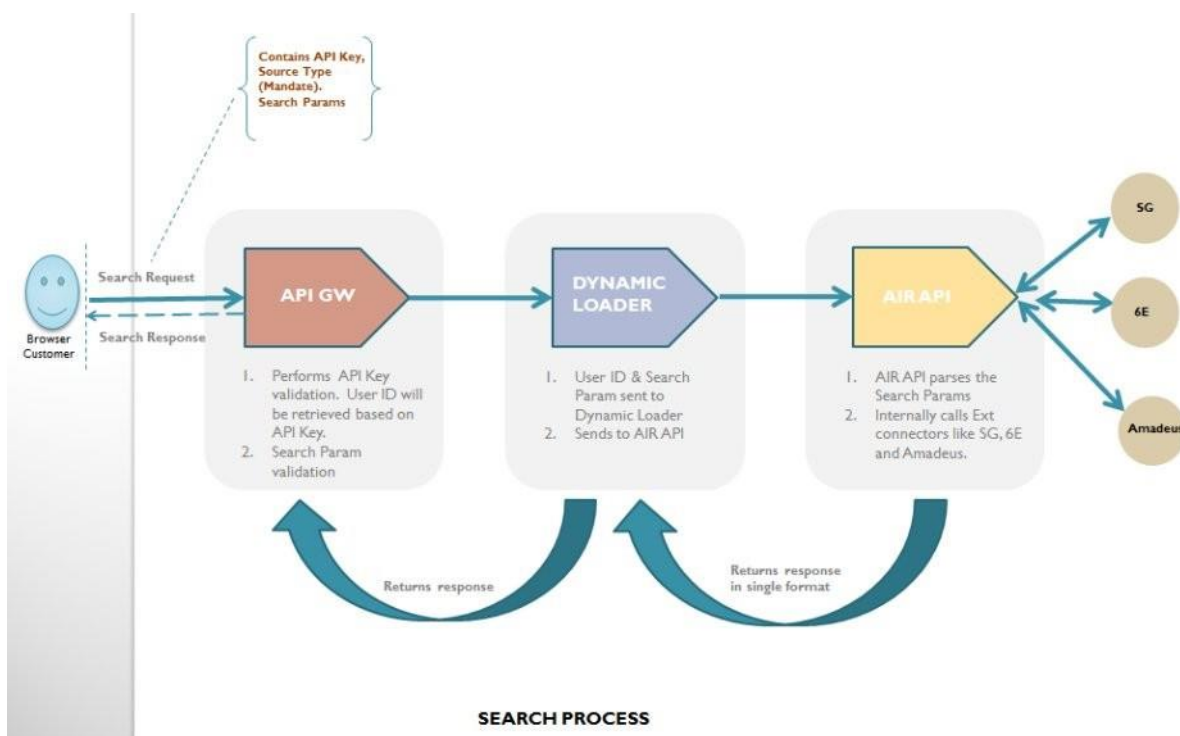 Contains API Key,
Source Type
(Mandate).
Search Params
SG
Search Request
API GW
DYNAMIC
LOADER
AIR API
6E
Search Response
Browser
Customer
1. Performs API Key
validation. User ID will
be retrieved based on
API Key.
2. Search Param
validation
1. User ID & Search
Param sent to
Dynamic Loader
2. Sends to AIR API
1. AIR API parses the
Search Params
2. Internally calls Ext
connectors like SG, 6E
and Amadeus.
Amadeus
Returns response
Returns response
in single format
SEARCH PROCESS